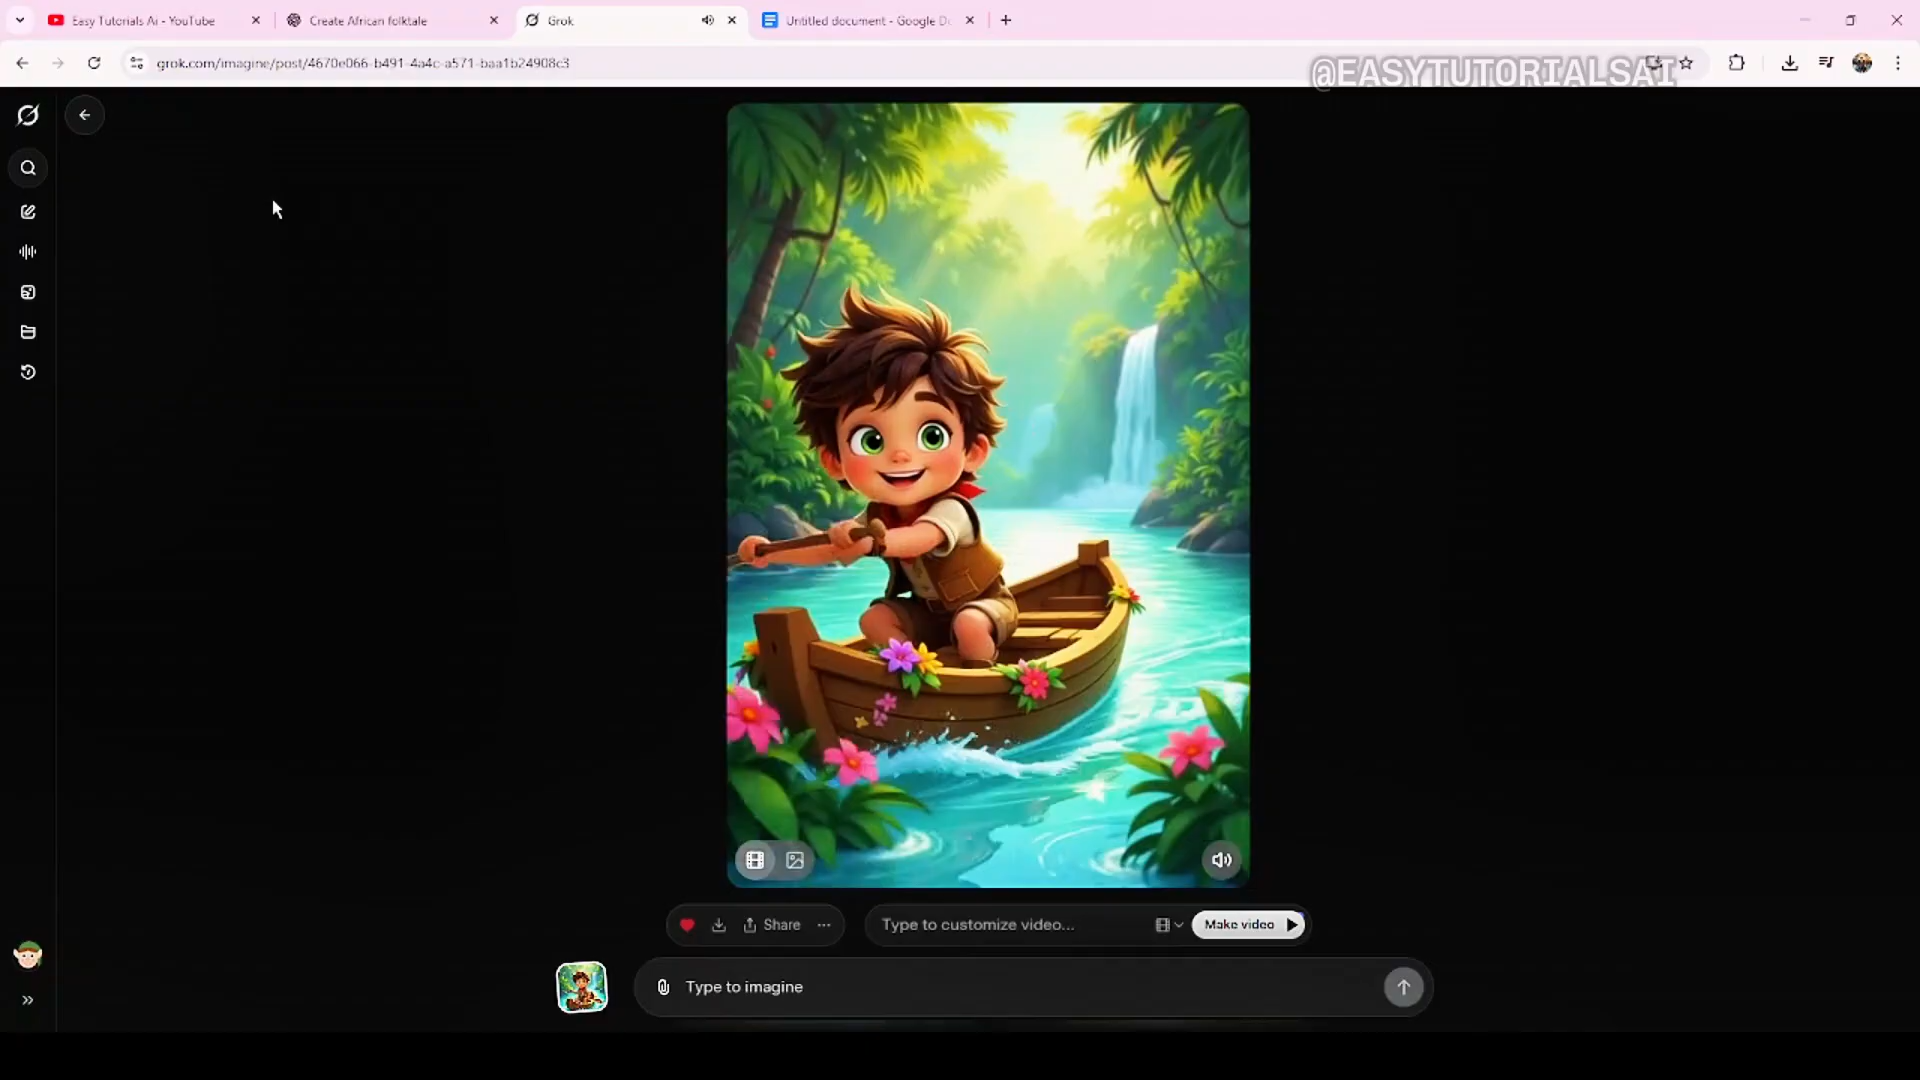 Easy Tutorials Ai - YouTube
Create African folktale
Grok
Untitled document - Google Do
grok.com/imagine/post/4670e066-b491-4a4c-a571-baa1b24908c3
@EASYTUTORIALSAI
Share
Type to customize video...
Make video
Type to imagine